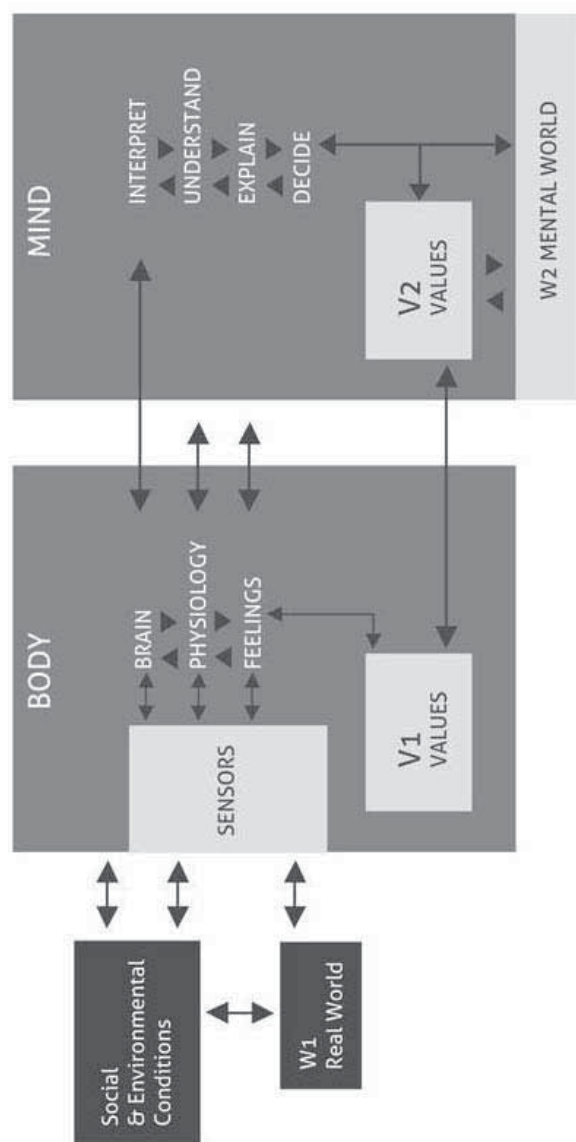 Social
& Environmental
Conditions
W1
Real World
BODY
SENSORS
BRAIN
PHYSIOLOGY
FEELINGS
V1
VALUES
MIND
INTERPRET
UNDERSTAND
EXPLAIN
DECIDE
V2
VALUES
W2 MENTAL WORLD